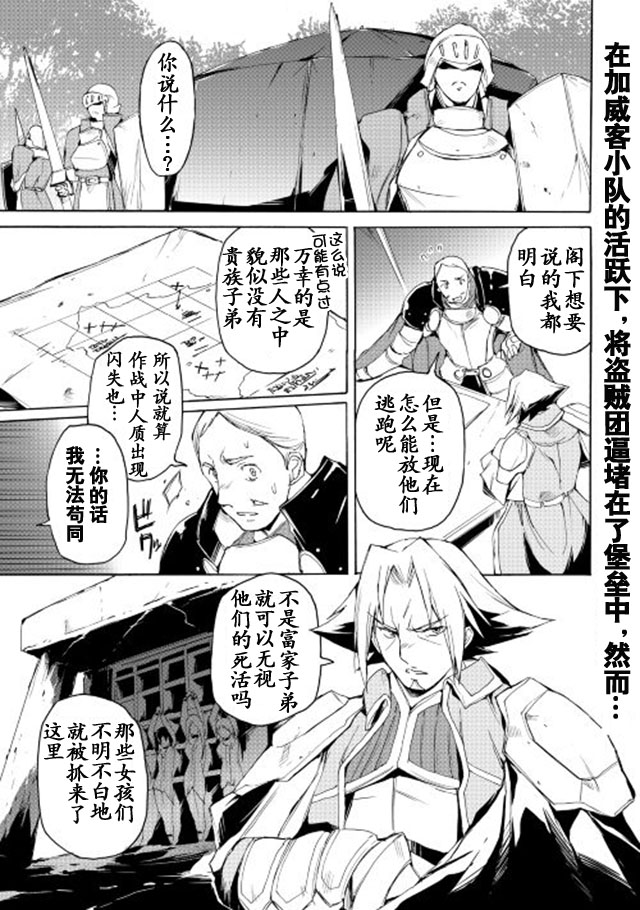 在加威客小队的活跃下，将盗贼团逼堵在了堡垒中，然而…
你说什么…？
阁下想要
说的我都
明白
这么说
可能有点过
万幸的是
那些人之中
貌似没有
贵族子弟
但是…现在
怎么能放他们
逃跑呢
所以说就算
作战中人质出现
闪失也…
…你的话
我无法苟同
ピクッ
不是富家子弟
就可以无视
他们的死活吗
那些女孩们
不明不白地
就被抓来了
这里